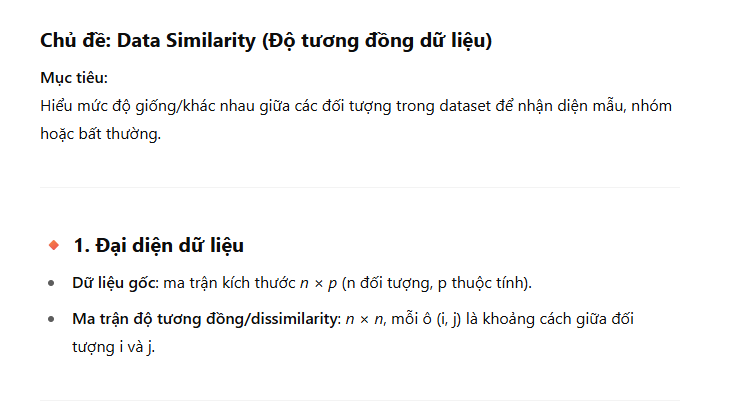 Chủ đề: Data Similarity (Độ tương đồng dữ liệu)
Mục tiêu:
Hiểu mức độ giống/khác nhau giữa các đối tượng trong dataset để nhận diện mẫu, nhóm
hoặc bất thường.
1. Đại diện dữ liệu
Dữ liệu gốc: ma trận kích thước n × p (n đối tượng, p thuộc tính).
Ma trận độ tương đồng/dissimilarity: n × n, mỗi ô (i, j) là khoảng cách giữa đối
tượng i và j.